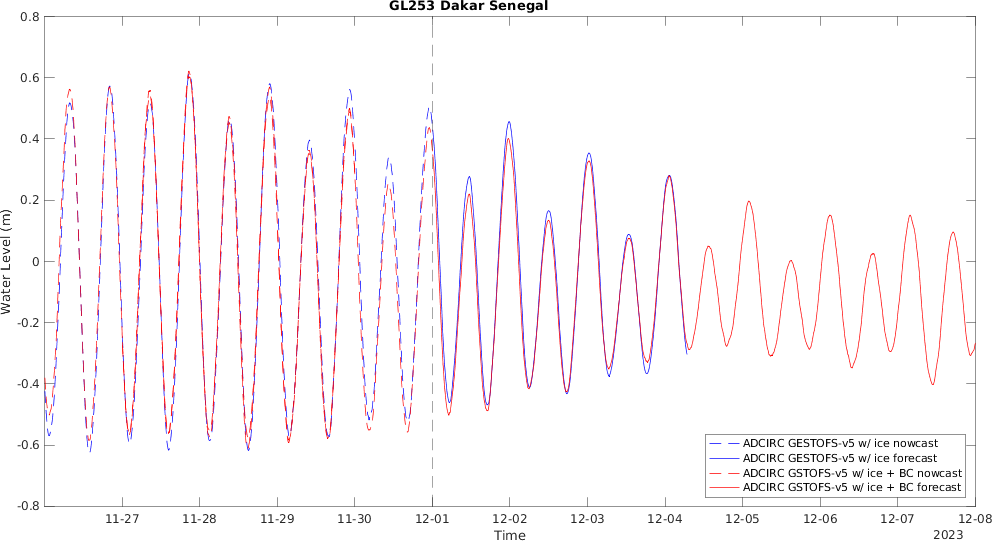 GL253 Dakar Senegal
0.8
0.6
0.4
0.2
0
-0.2
-0.4
-0.6
-0.8
Water Level (m)
11-27 11-28 11-29 11-30 12-01 12-02 12-03 12-04 12-05 12-06 12-07 12-08
Time
2023
ADCIRC GESTOFS-v5 w/ ice nowcast
ADCIRC GESTOFS-v5 w/ ice forecast
ADCIRC GSTOFS-v5 w/ ice + BC nowcast
ADCIRC GSTOFS-v5 w/ ice + BC forecast